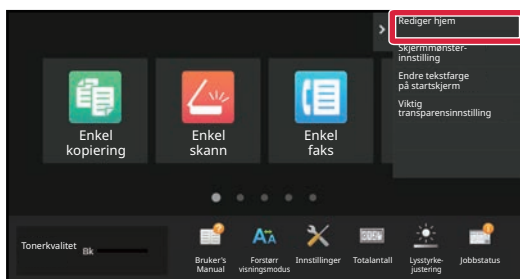 Rediger hjem
Skjermmønster-
innstilling
Endre tekstfarge
på startskjerm
Viktig
transparensinnstilling
Enkel
kopiering
Enkel
skann
Enkel
faks
Tonerkvalitet
Bk
Bruker's
Manual
Forstørr
visningsmodus
Innstillinger
Totalantall
Lysstyrke-
justering
Jobbstatus